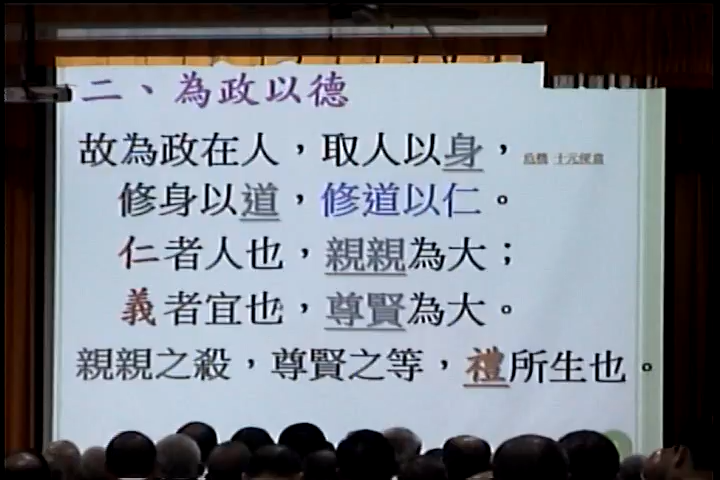 二、為政以德
故為政在人，取人以身，
修身以道，修道以仁。
仁者人也，親親為大；
義者宜也，尊賢為大。
親親之殺，尊賢之等，禮所生也。